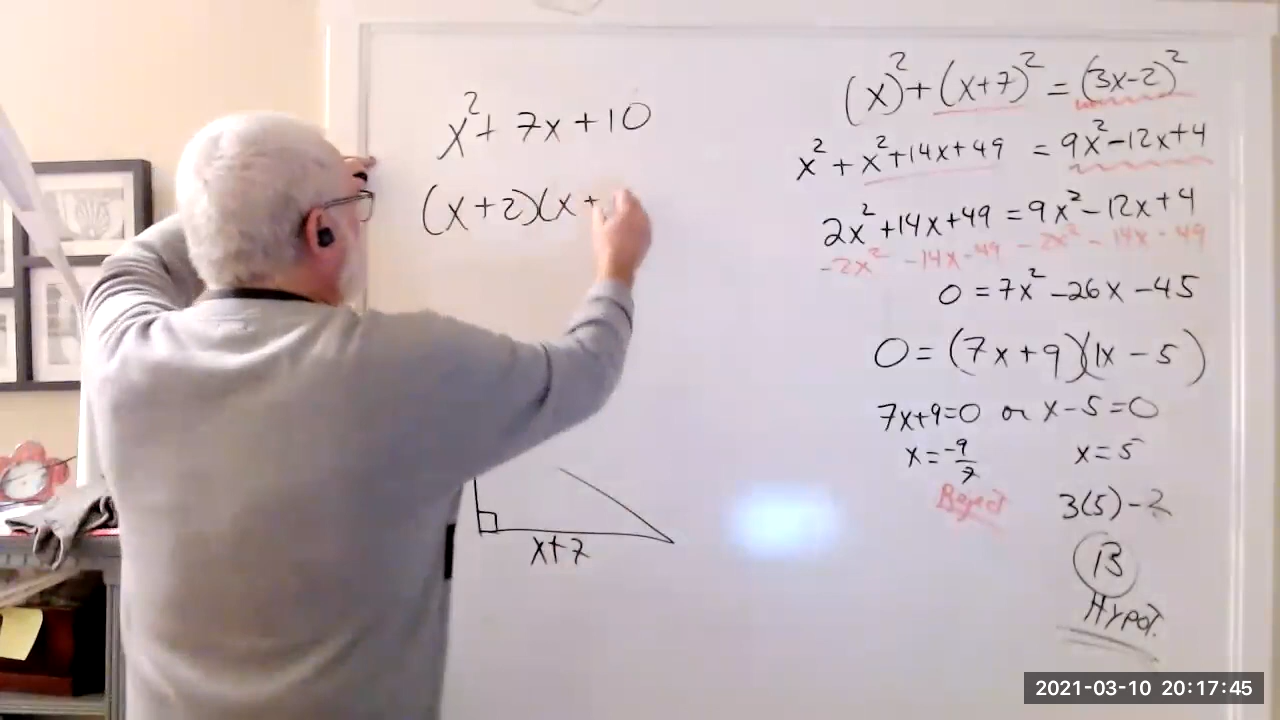 x² + 7x + 10
(x + 2)(x +
x+7
(x)² + (x+7)² = (3x-2)²
x² + x² + 14x + 49 = 9x² - 12x + 4
2x² + 14x + 49 = 9x² - 12x + 4
-2x² - 14x - 49 - 2x² - 14x - 49
0 = 7x² - 26x - 45
0 = (7x + 9)(1x - 5)
7x+9=0 or x-5=0
x = -9/7 x = 5
Reject 3(5) - 2
13
Hypot.
2021-03-10 20:17:45